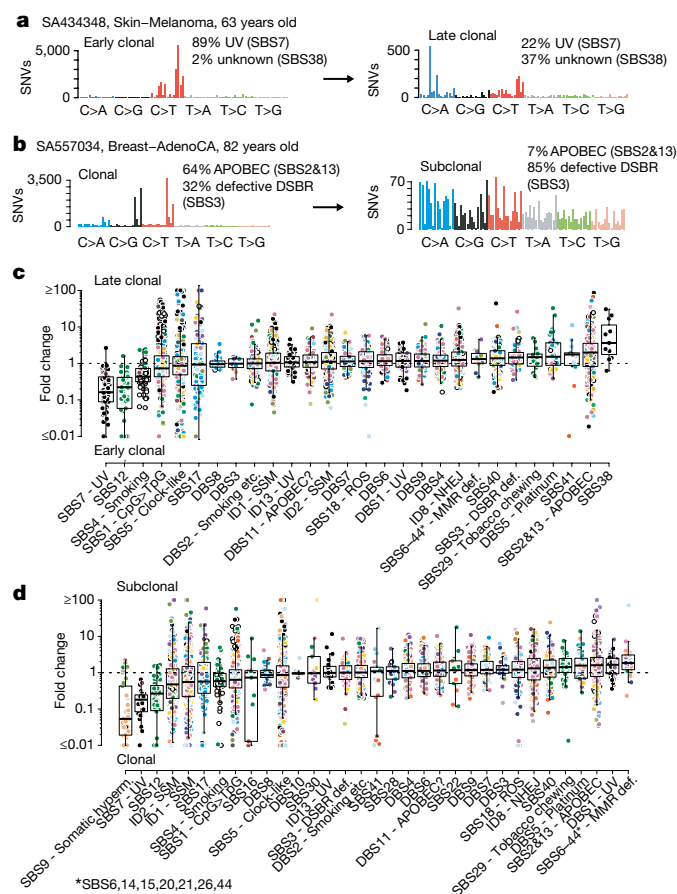 a SA434348, Skin–Melanoma, 63 years old
Early clonal
89% UV (SBS7)
2% unknown (SBS38)
5,000
0
SNVs
C>A C>G C>T T>A T>C T>G
Late clonal
22% UV (SBS7)
37% unknown (SBS38)
500
0
SNVs
C>A C>G C>T T>A T>C T>G
b SA557034, Breast–AdenoCA, 82 years old
Clonal
64% APOBEC (SBS2&13)
32% defective DSBR
(SBS3)
3,500
0
SNVs
C>A C>G C>T T>A T>C T>G
Subclonal
7% APOBEC (SBS2&13)
85% defective DSBR
(SBS3)
70
0
SNVs
C>A C>G C>T T>A T>C T>G
c
Late clonal
≥100
10
1
0.1
≤0.01
Fold change
Early clonal
SBS7 - UV
SBS12
SBS4 - Smoking
SBS1 - CpG>TpG
SBS5 - Clock-like
SBS17
DBS8
DBS3
DBS2 - Smoking etc.
ID1 - SSM
ID13 - UV
DBS11 - APOBEC?
ID2 - SSM
DBS7
SBS18 - ROS
DBS6
DBS1 - UV
DBS9
DBS4
ID8 - NHEJ
SBS6–44* - MMR def.
SBS40
SBS3 - DSBR def.
SBS29 - Tobacco chewing
DBS5 - Platinum
SBS41
SBS2&13 - APOBEC
SBS38
d
Subclonal
≥100
10
1
0.1
≤0.01
Fold change
Clonal
SBS9 - Somatic hyperm.
SBS7 - UV
SBS12
ID2 - SSM
ID1 - SSM
SBS17
SBS4 - Smoking
SBS1 - CpG>TpG
SBS16
DBS8
SBS5 - Clock-like
DBS10
SBS30
ID13 - UV
SBS3 - DSBR def.
DBS2 - Smoking etc.
SBS41
SBS28
DBS4
DBS6
DBS11 - APOBEC?
SBS22
DBS9
DBS7
DBS3
SBS18 - ROS
ID8 - NHEJ
SBS40
SBS29 - Tobacco chewing
DBS5 - Platinum
SBS2&13 - APOBEC
DBS1 - UV
SBS6–44* - MMR def.
*SBS6,14,15,20,21,26,44